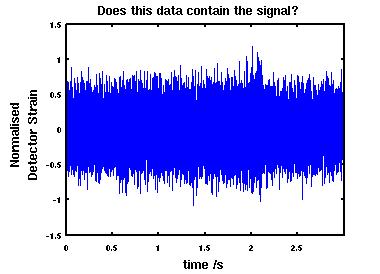 Does this data contain the signal?
1.5
1
0.5
0
-0.5
-1
-1.5
Normalised
Detector Strain
0 0.5 1 1.5 2 2.5
time /s